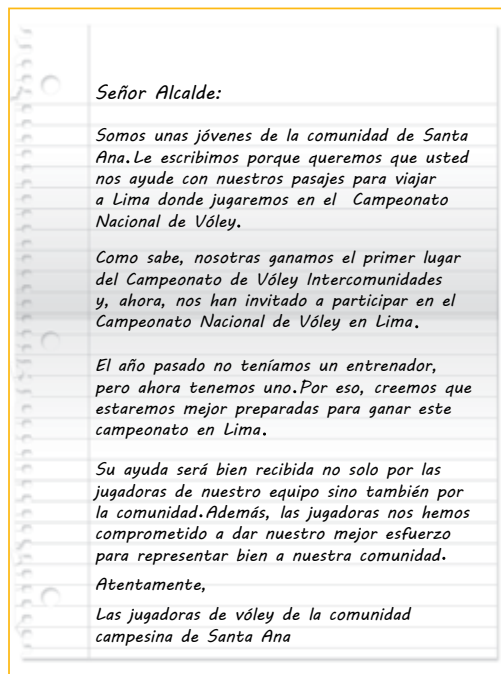 Señor Alcalde:
Somos unas jóvenes de la comunidad de Santa
Ana.Le escribimos porque queremos que usted
nos ayude con nuestros pasajes para viajar
a Lima donde jugaremos en el Campeonato
Nacional de Vóley.
Como sabe, nosotras ganamos el primer lugar
del Campeonato de Vóley Intercomunidades
y, ahora, nos han invitado a participar en el
Campeonato Nacional de Vóley en Lima.
El año pasado no teníamos un entrenador,
pero ahora tenemos uno.Por eso, creemos que
estaremos mejor preparadas para ganar este
campeonato en Lima.
Su ayuda será bien recibida no solo por las
jugadoras de nuestro equipo sino también por
la comunidad.Además, las jugadoras nos hemos
comprometido a dar nuestro mejor esfuerzo
para representar bien a nuestra comunidad.
Atentamente,
Las jugadoras de vóley de la comunidad
campesina de Santa Ana